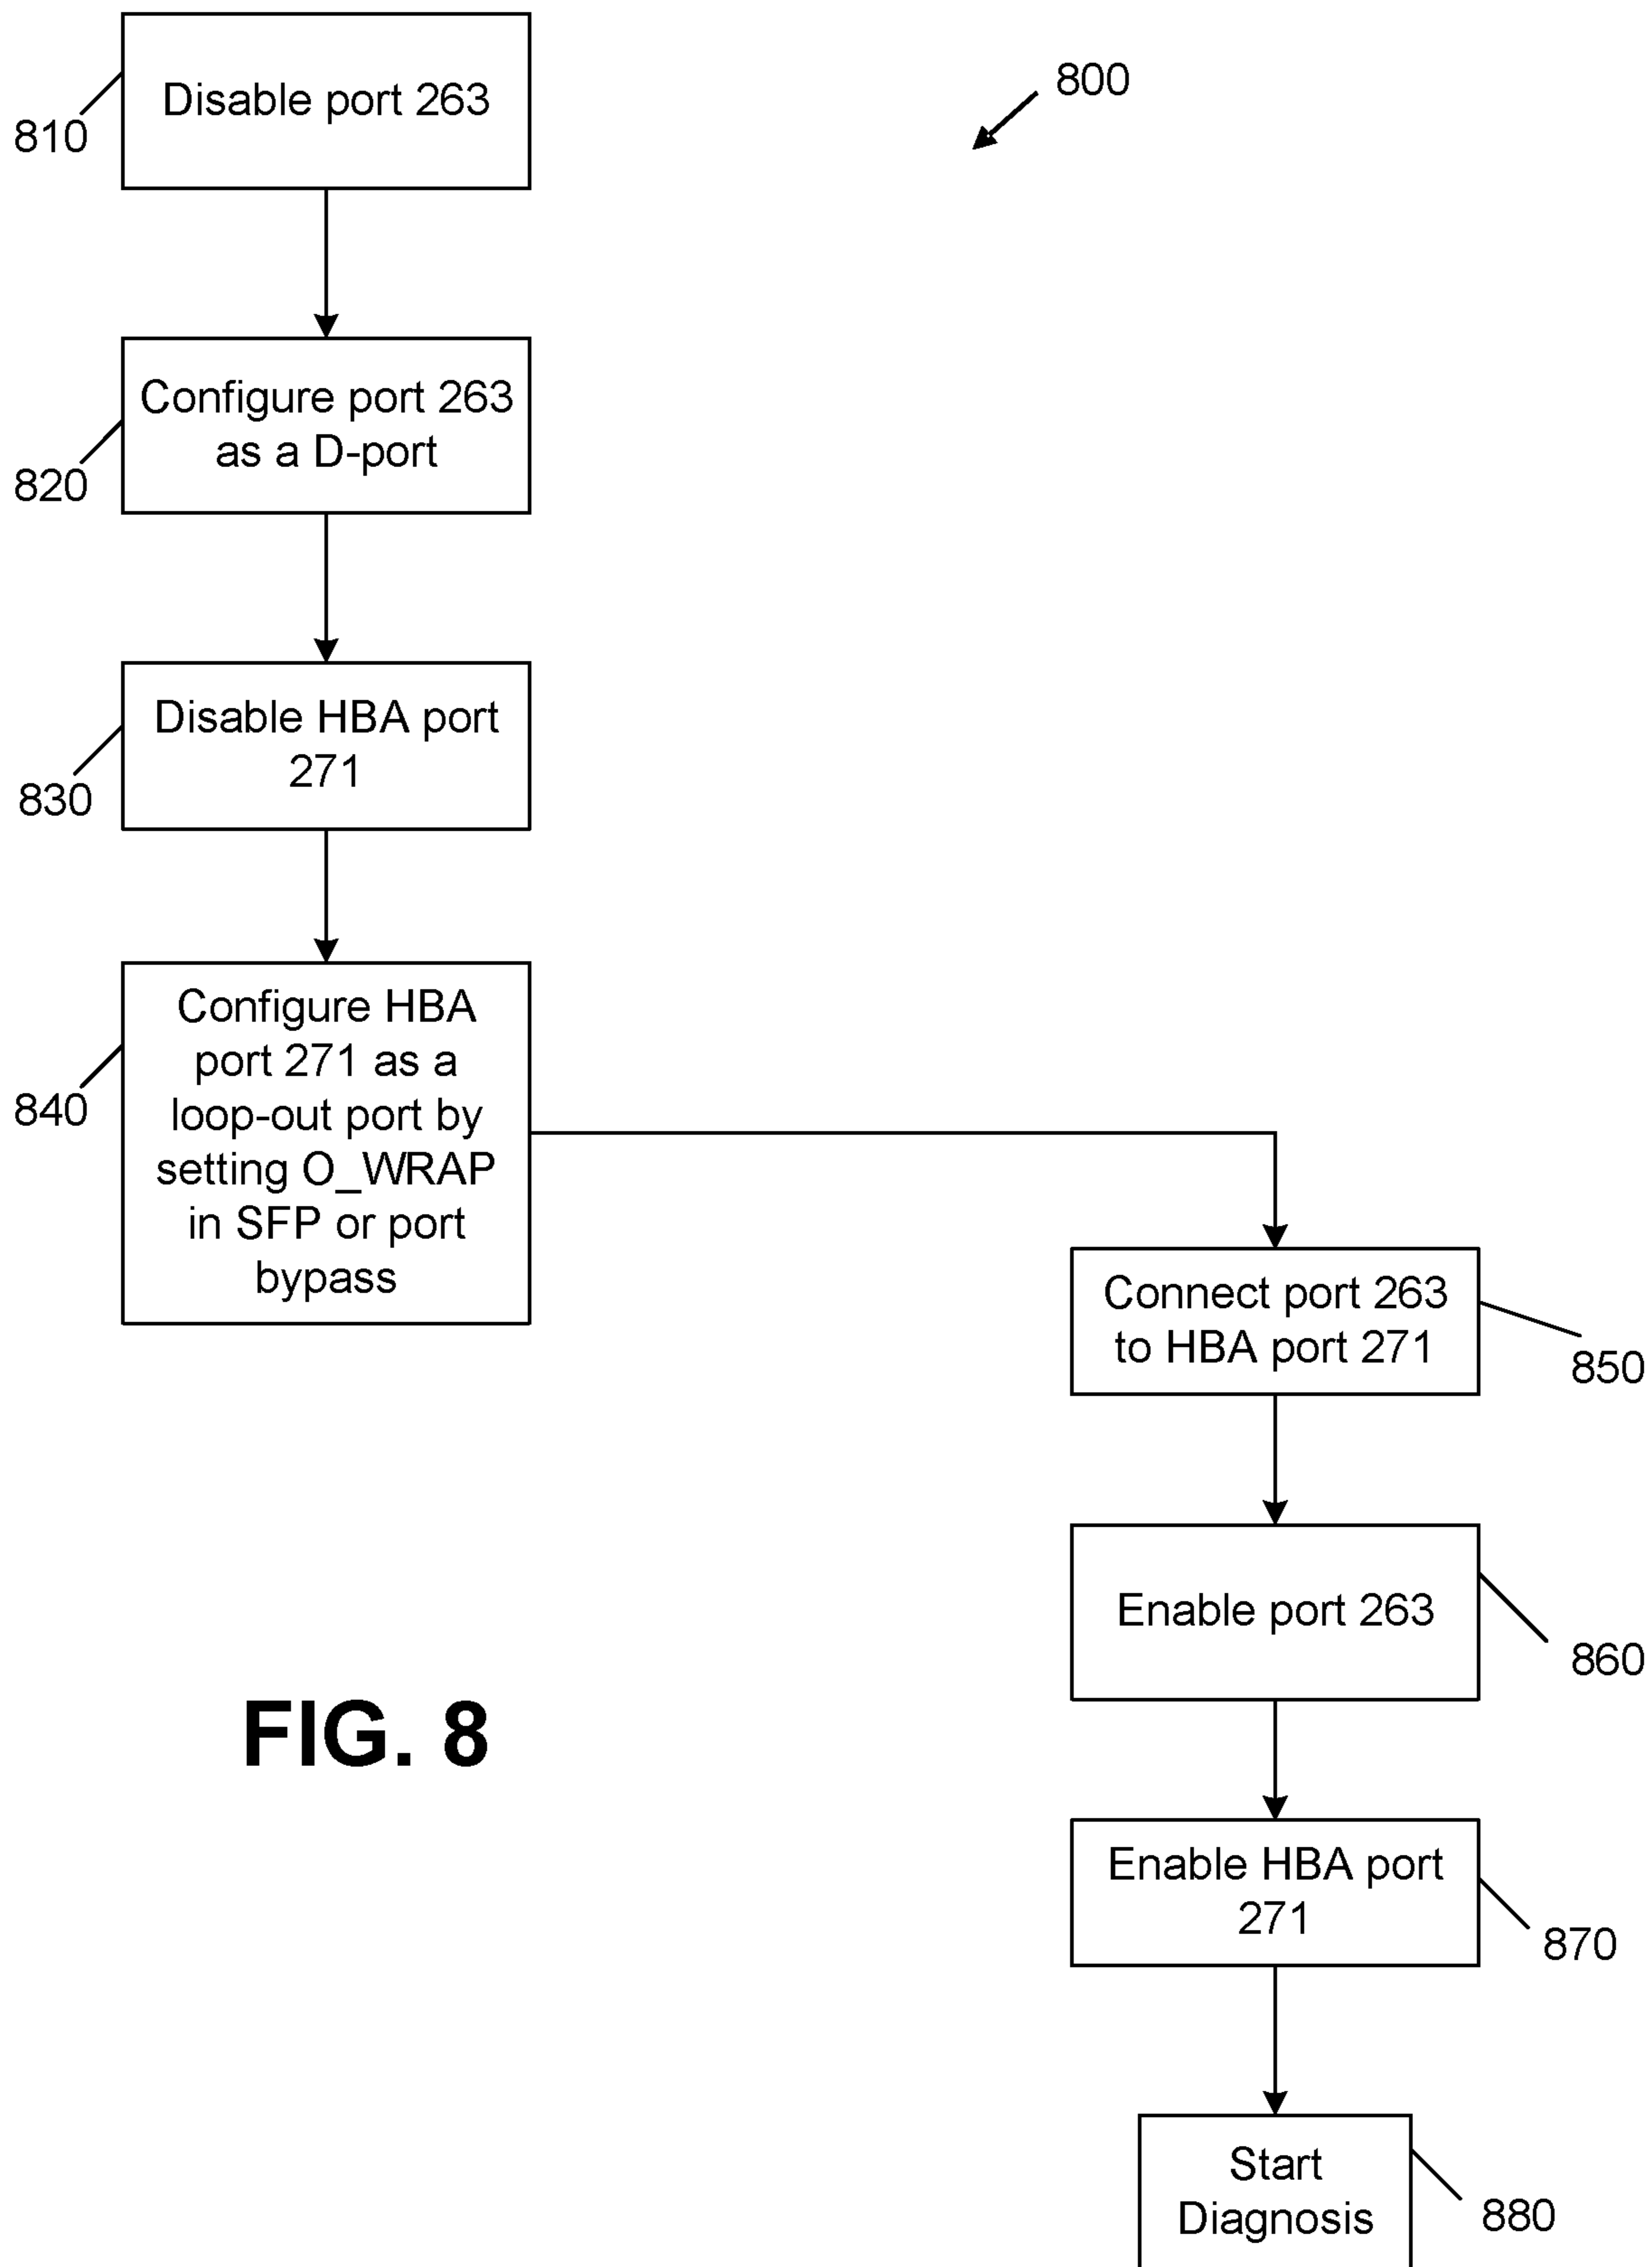 800
Disable port 263
810
Configure port 263
as a D-port
820
Disable HBA port
271
830
Configure HBA
port 271 as a
loop-out port by
setting O_WRAP
in SFP or port
bypass
840
Connect port 263
to HBA port 271
850
Enable port 263
860
Enable HBA port
271
870
Start
Diagnosis
880
FIG. 8